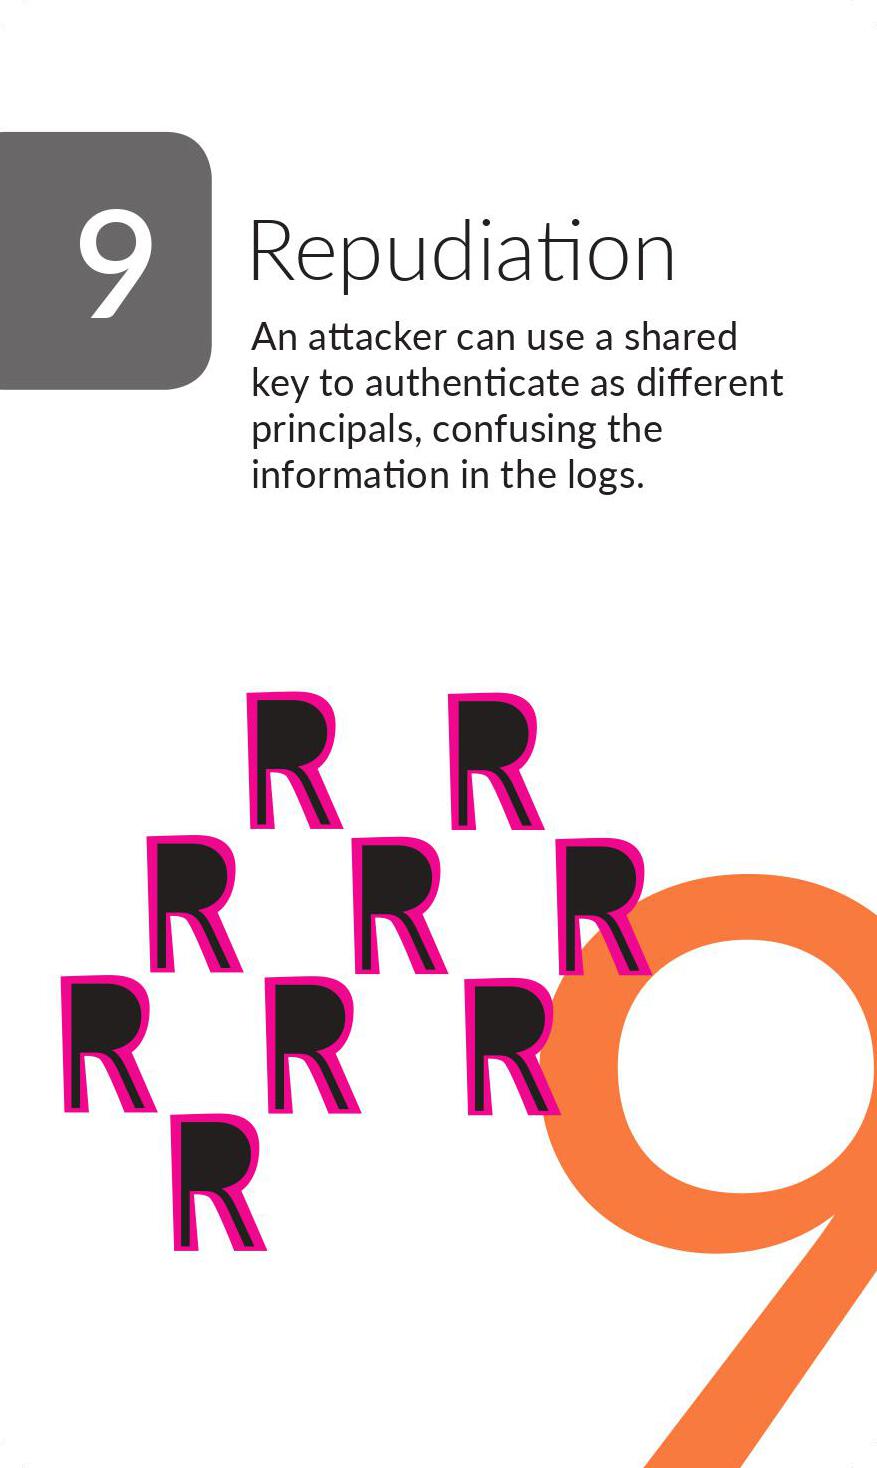 9
Repudiation
An attacker can use a shared
key to authenticate as different
principals, confusing the
information in the logs.
R R
R R R
R R R
R
9